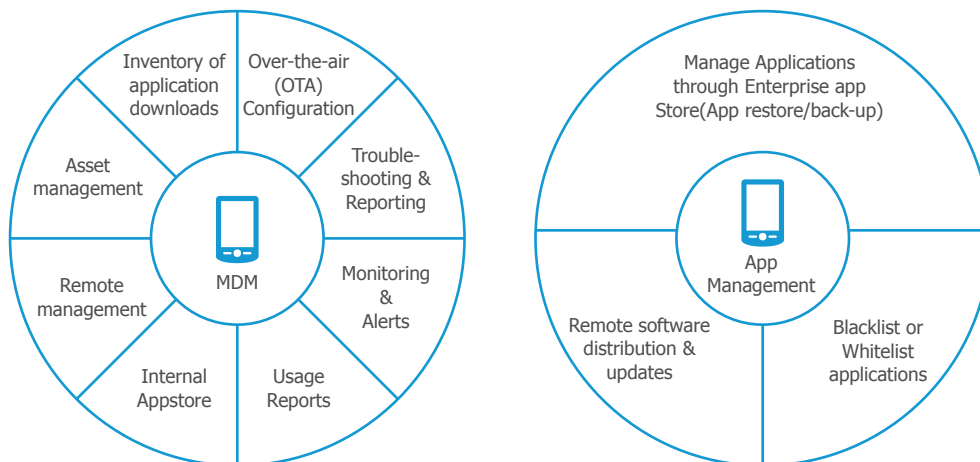 Inventory of
application
downloads
Over-the-air
(OTA)
Configuration
Asset
management
Trouble-
shooting &
Reporting
MDM
Remote
management
Monitoring
&
Alerts
Internal
Appstore
Usage
Reports
Manage Applications
through Enterprise app
Store(App restore/back-up)
App
Management
Remote software
distribution &
updates
Blacklist or
Whitelist
applications